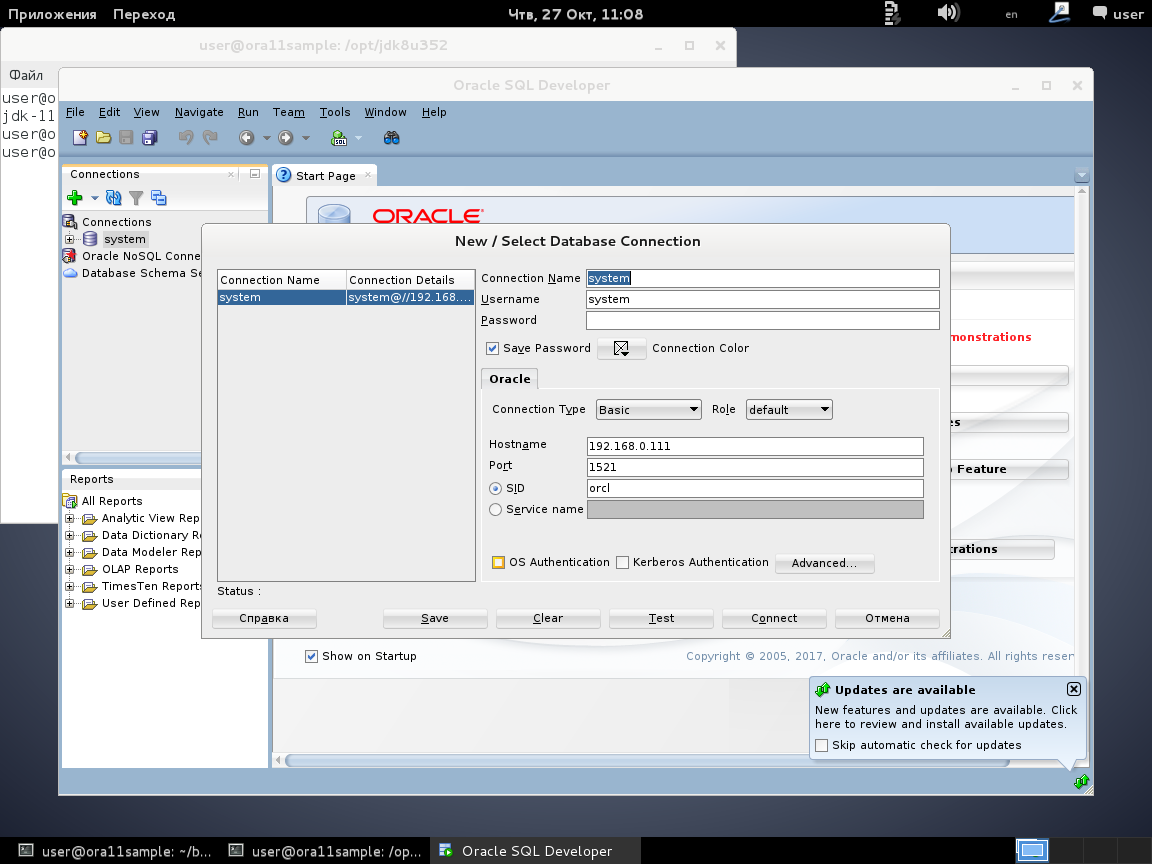 Приложения Переход Чтв, 27 Окт, 11:08 en user
user@ora11sample: /opt/jdk8u352
Файл
user@o
jdk-11
user@o
user@o
Oracle SQL Developer
File Edit View Navigate Run Team Tools Window Help
SQL
Connections
Start Page
Connections
system
Oracle NoSQL Conne
Database Schema Se
ORACLE
New / Select Database Connection
Connection Name Connection Details
system system@//192.168....
Connection Name system
Username system
Password
Save Password Connection Color
Oracle
Connection Type Basic Role default
Hostname 192.168.0.111
Port 1521
SID orcl
Service name
OS Authentication Kerberos Authentication Advanced...
Status :
Справка Save Clear Test Connect Отмена
monstrations
es
Feature
rations
Reports
All Reports
Analytic View Rep
Data Dictionary R
Data Modeler Rep
OLAP Reports
TimesTen Reports
User Defined Rep
Show on Startup
Copyright © 2005, 2017, Oracle and/or its affiliates. All rights reser
Updates are available
New features and updates are available. Click
here to review and install available updates.
Skip automatic check for updates
user@ora11sample: ~/b... user@ora11sample: /op... Oracle SQL Developer